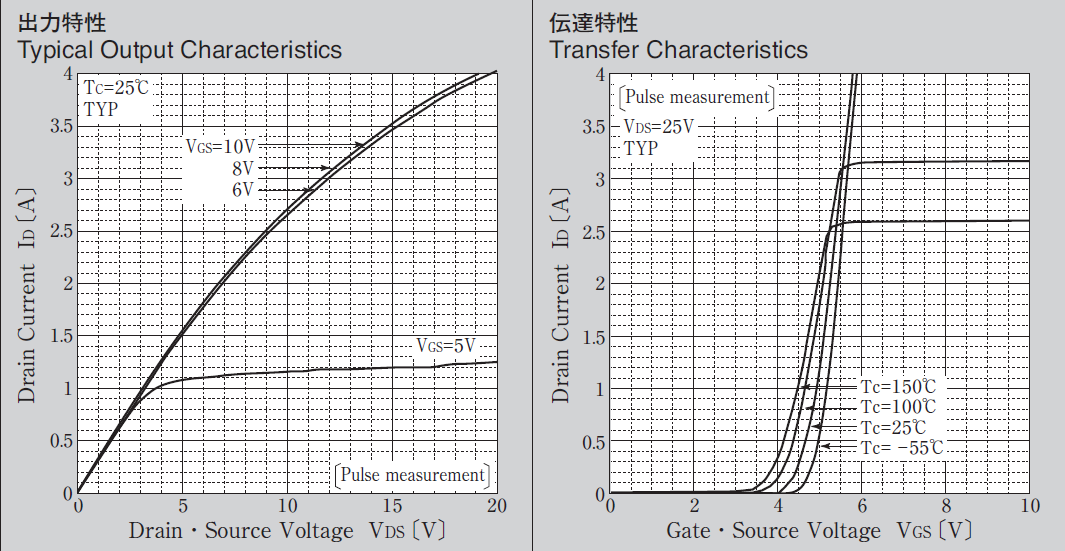 出力特性
Typical Output Characteristics
TC=25℃
TYP
VGS=10V
8V
6V
VGS=5V
〔Pulse measurement〕
4
3.5
3
2.5
2
1.5
1
0.5
0
0 5 10 15 20
Drain Current ID〔A〕
Drain・Source Voltage VDS〔V〕
伝達特性
Transfer Characteristics
〔Pulse measurement〕
VDS=25V
TYP
Tc=150℃
Tc=100℃
Tc=25℃
Tc= -55℃
4
3.5
3
2.5
2
1.5
1
0.5
0
0 2 4 6 8 10
Drain Current ID〔A〕
Gate・Source Voltage VGS〔V〕